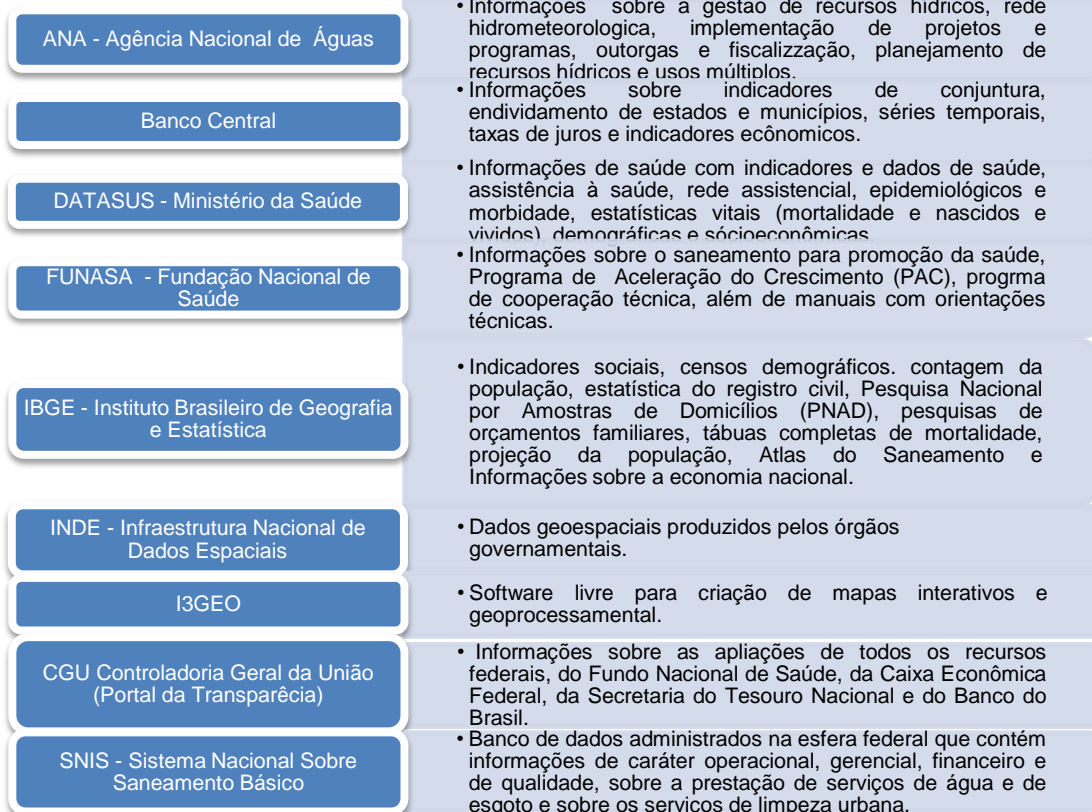 ANA - Agência Nacional de Águas
• Informações sobre a gestão de recursos hídricos, rede
hidrometeorologica, implementação de projetos e
programas, outorgas e fiscalizzação, planejamento de
recursos hídricos e usos múltiplos.
Banco Central
• Informações sobre indicadores de conjuntura,
endividamento de estados e municípios, séries temporais,
taxas de juros e indicadores ecônomicos.
DATASUS - Ministério da Saúde
• Informações de saúde com indicadores e dados de saúde,
assistência à saúde, rede assistencial, epidemiológicos e
morbidade, estatísticas vitais (mortalidade e nascidos e
vividos), demográficas e sócioeconômicas.
FUNASA - Fundação Nacional de
Saúde
• Informações sobre o saneamento para promoção da saúde,
Programa de Aceleração do Crescimento (PAC), progrma
de cooperação técnica, além de manuais com orientações
técnicas.
IBGE - Instituto Brasileiro de Geografia
e Estatística
• Indicadores sociais, censos demográficos. contagem da
população, estatística do registro civil, Pesquisa Nacional
por Amostras de Domicílios (PNAD), pesquisas de
orçamentos familiares, tábuas completas de mortalidade,
projeção da população, Atlas do Saneamento e
Informações sobre a economia nacional.
INDE - Infraestrutura Nacional de
Dados Espaciais
• Dados geoespaciais produzidos pelos órgãos
governamentais.
I3GEO
• Software livre para criação de mapas interativos e
geoprocessamental.
CGU Controladoria Geral da União
(Portal da Transparêcia)
• Informações sobre as apliações de todos os recursos
federais, do Fundo Nacional de Saúde, da Caixa Econômica
Federal, da Secretaria do Tesouro Nacional e do Banco do
Brasil.
SNIS - Sistema Nacional Sobre
Saneamento Básico
• Banco de dados administrados na esfera federal que contém
informações de caráter operacional, gerencial, financeiro e
de qualidade, sobre a prestação de serviços de água e de
esgoto e sobre os serviços de limpeza urbana.